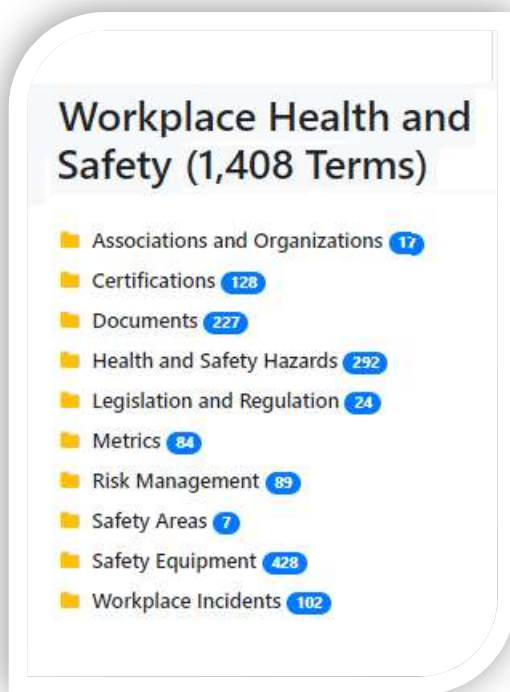 Workplace Health and
Safety (1,408 Terms)
Associations and Organizations 17
Certifications 128
Documents 227
Health and Safety Hazards 292
Legislation and Regulation 24
Metrics 84
Risk Management 89
Safety Areas 7
Safety Equipment 428
Workplace Incidents 102